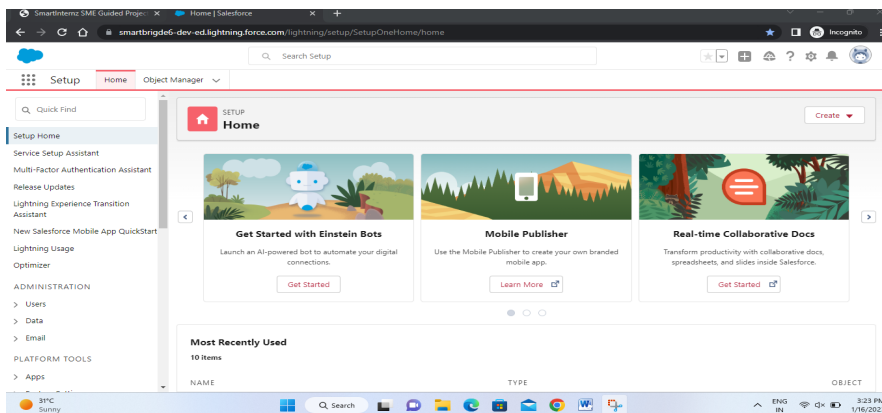 SmartInternz SME Guided Project
Home | Salesforce
smartbrigde6-dev-ed.lightning.force.com/lightning/setup/SetupOneHome/home
Incognito
Search Setup
Setup
Home
Object Manager
Quick Find
Setup Home
Service Setup Assistant
Multi-Factor Authentication Assistant
Release Updates
Lightning Experience Transition
Assistant
New Salesforce Mobile App QuickStart
Lightning Usage
Optimizer
ADMINISTRATION
Users
Data
Email
PLATFORM TOOLS
Apps
SETUP
Home
Create
Get Started with Einstein Bots
Launch an AI-powered bot to automate your digital
connections.
Get Started
Mobile Publisher
Use the Mobile Publisher to create your own branded
mobile app.
Learn More
Real-time Collaborative Docs
Transform productivity with collaborative docs,
spreadsheets, and slides inside Salesforce.
Get Started
Most Recently Used
10 items
NAME TYPE OBJECT
31°C
Sunny
Search
ENG
IN
3:23 PM
1/16/202